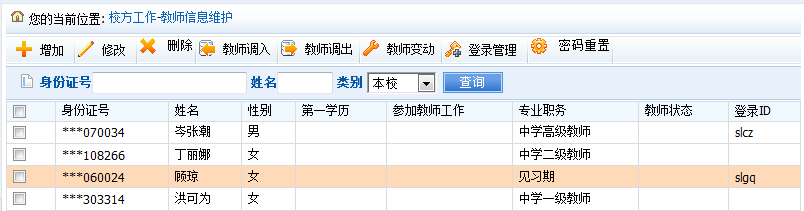 您的当前位置: 校方工作-教师信息维护
增加 修改 删除 教师调入 教师调出 教师变动 登录管理 密码重置
身份证号 姓名 类别 本校 查询
身份证号 姓名 性别 第一学历 参加教师工作 专业职务 教师状态 登录ID
***070034 岑张潮 男 中学高级教师 slcz
***108266 丁丽娜 女 中学二级教师
***060024 顾琼 女 见习期 slgq
***303314 洪可为 女 中学一级教师